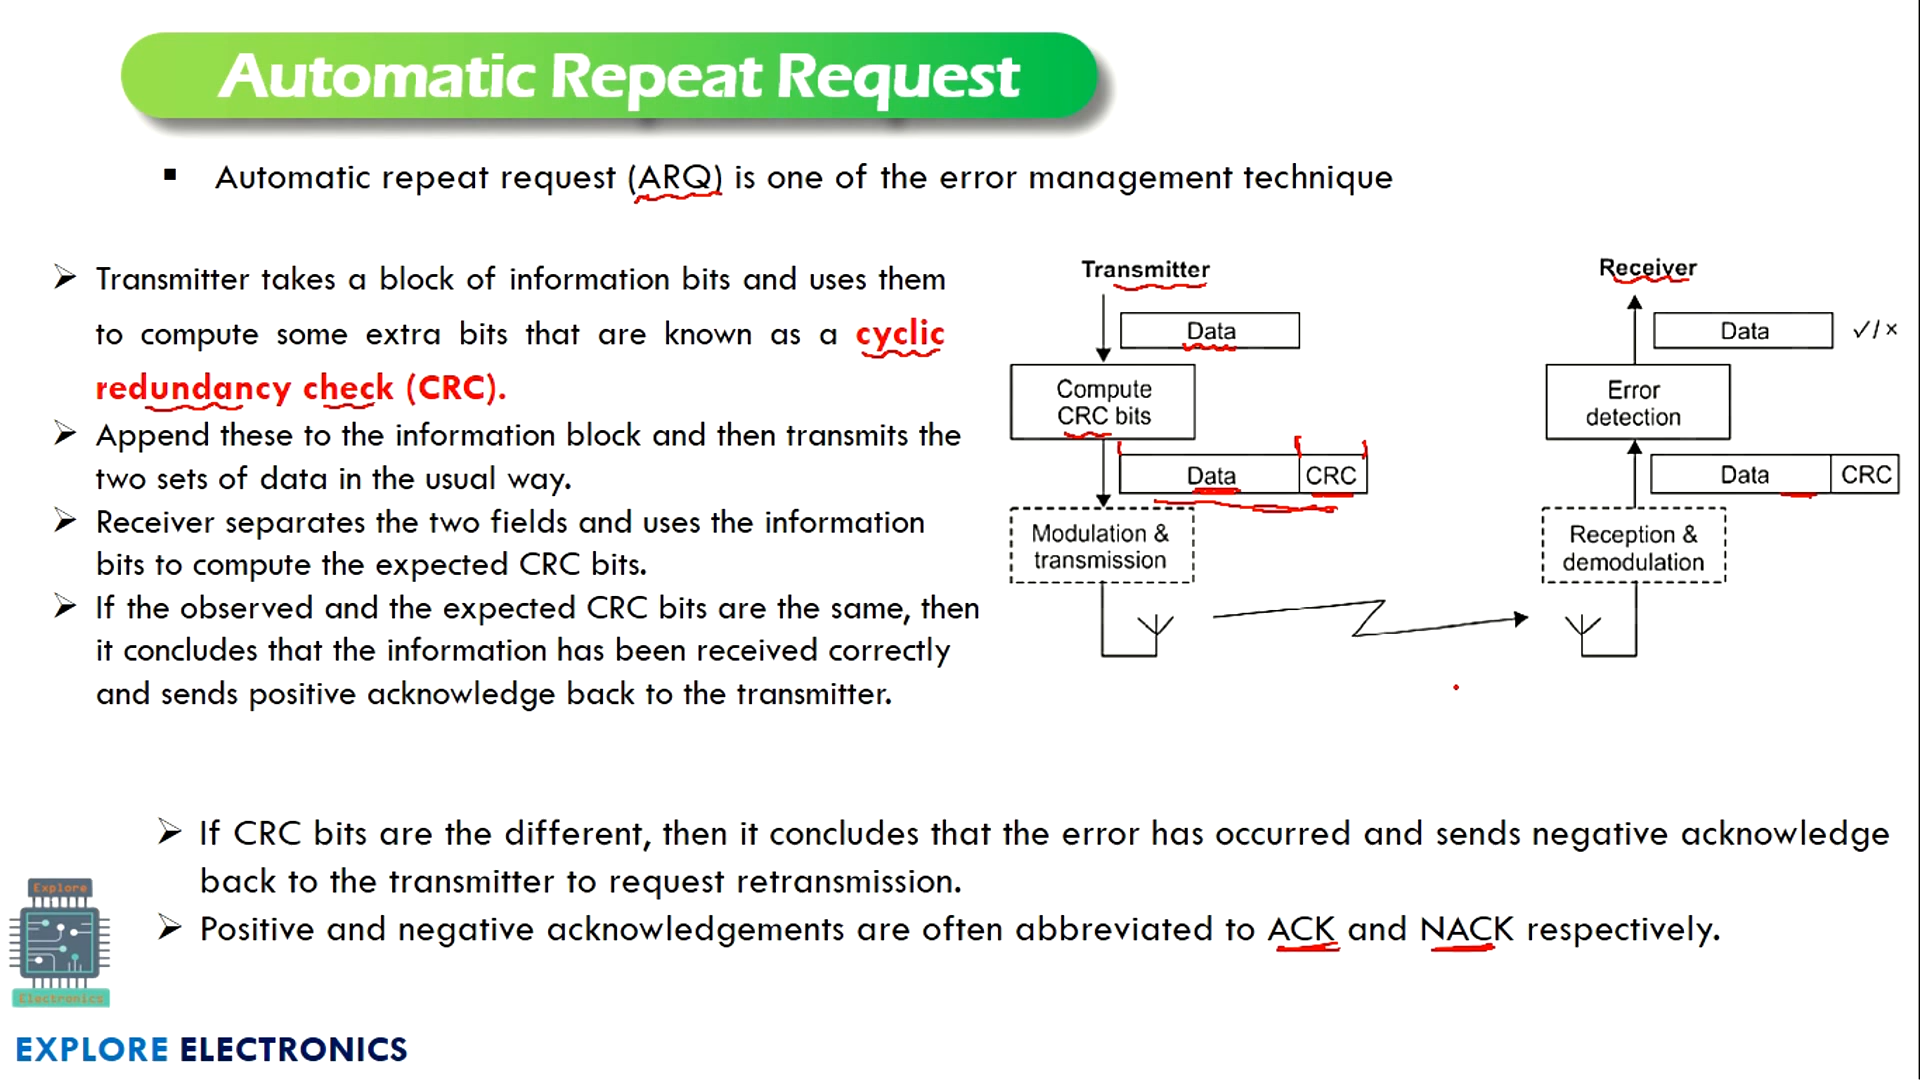 Automatic Repeat Request
▪ Automatic repeat request (ARQ) is one of the error management technique
➢ Transmitter takes a block of information bits and uses them
to compute some extra bits that are known as a cyclic
redundancy check (CRC).
➢ Append these to the information block and then transmits the
two sets of data in the usual way.
➢ Receiver separates the two fields and uses the information
bits to compute the expected CRC bits.
➢ If the observed and the expected CRC bits are the same, then
it concludes that the information has been received correctly
and sends positive acknowledge back to the transmitter.
Transmitter
Data
Compute
CRC bits
Data CRC
Modulation &
transmission
Receiver
Data ✓/×
Error
detection
Data CRC
Reception &
demodulation
➢ If CRC bits are the different, then it concludes that the error has occurred and sends negative acknowledge
back to the transmitter to request retransmission.
➢ Positive and negative acknowledgements are often abbreviated to ACK and NACK respectively.
Explore
Electronics
EXPLORE ELECTRONICS